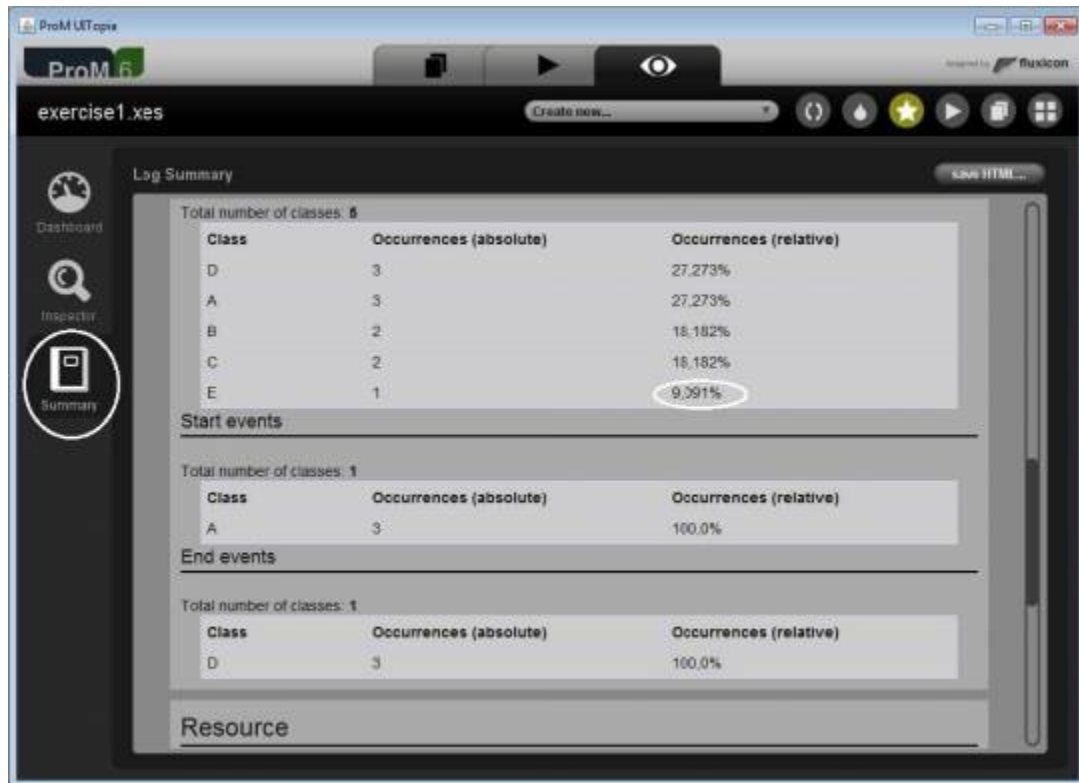 ProM UITopia
ProM 6
fluxicon
exercise1.xes
Create new...
Log Summary
save HTML...
Dashboard
Inspector
Summary
Total number of classes: 5
Class Occurrences (absolute) Occurrences (relative)
D 3 27,273%
A 3 27,273%
B 2 18,182%
C 2 18,182%
E 1 9,091%
Start events
Total number of classes: 1
Class Occurrences (absolute) Occurrences (relative)
A 3 100,0%
End events
Total number of classes: 1
Class Occurrences (absolute) Occurrences (relative)
D 3 100,0%
Resource